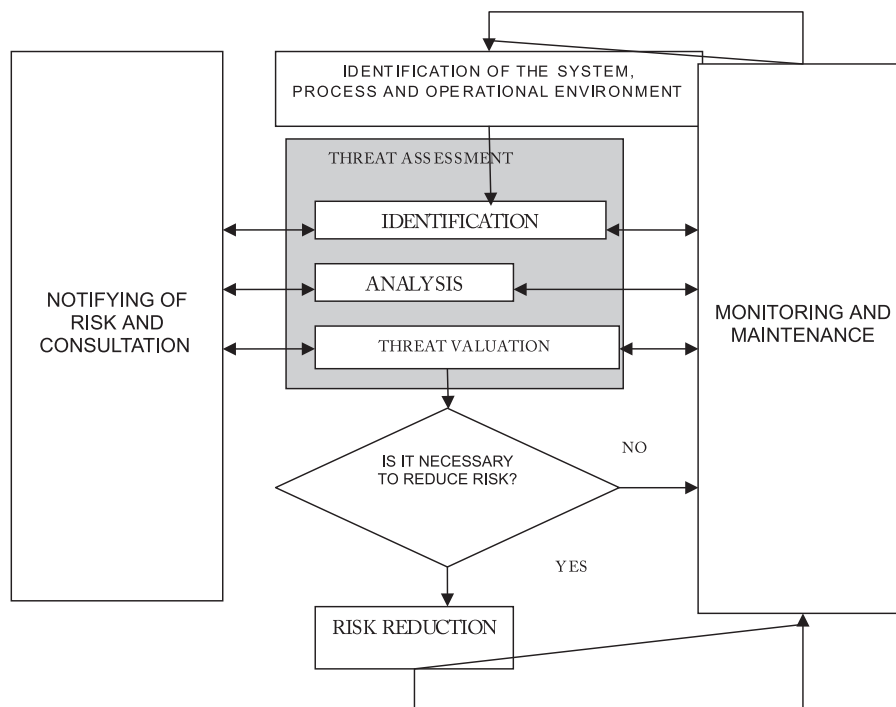 IDENTIFICATION OF THE SYSTEM,
PROCESS AND OPERATIONAL ENVIRONMENT
THREAT ASSESSMENT
IDENTIFICATION
ANALYSIS
THREAT VALUATION
NOTIFYING OF
RISK AND
CONSULTATION
MONITORING AND
MAINTENANCE
IS IT NECESSARY
TO REDUCE RISK?
NO
YES
RISK REDUCTION